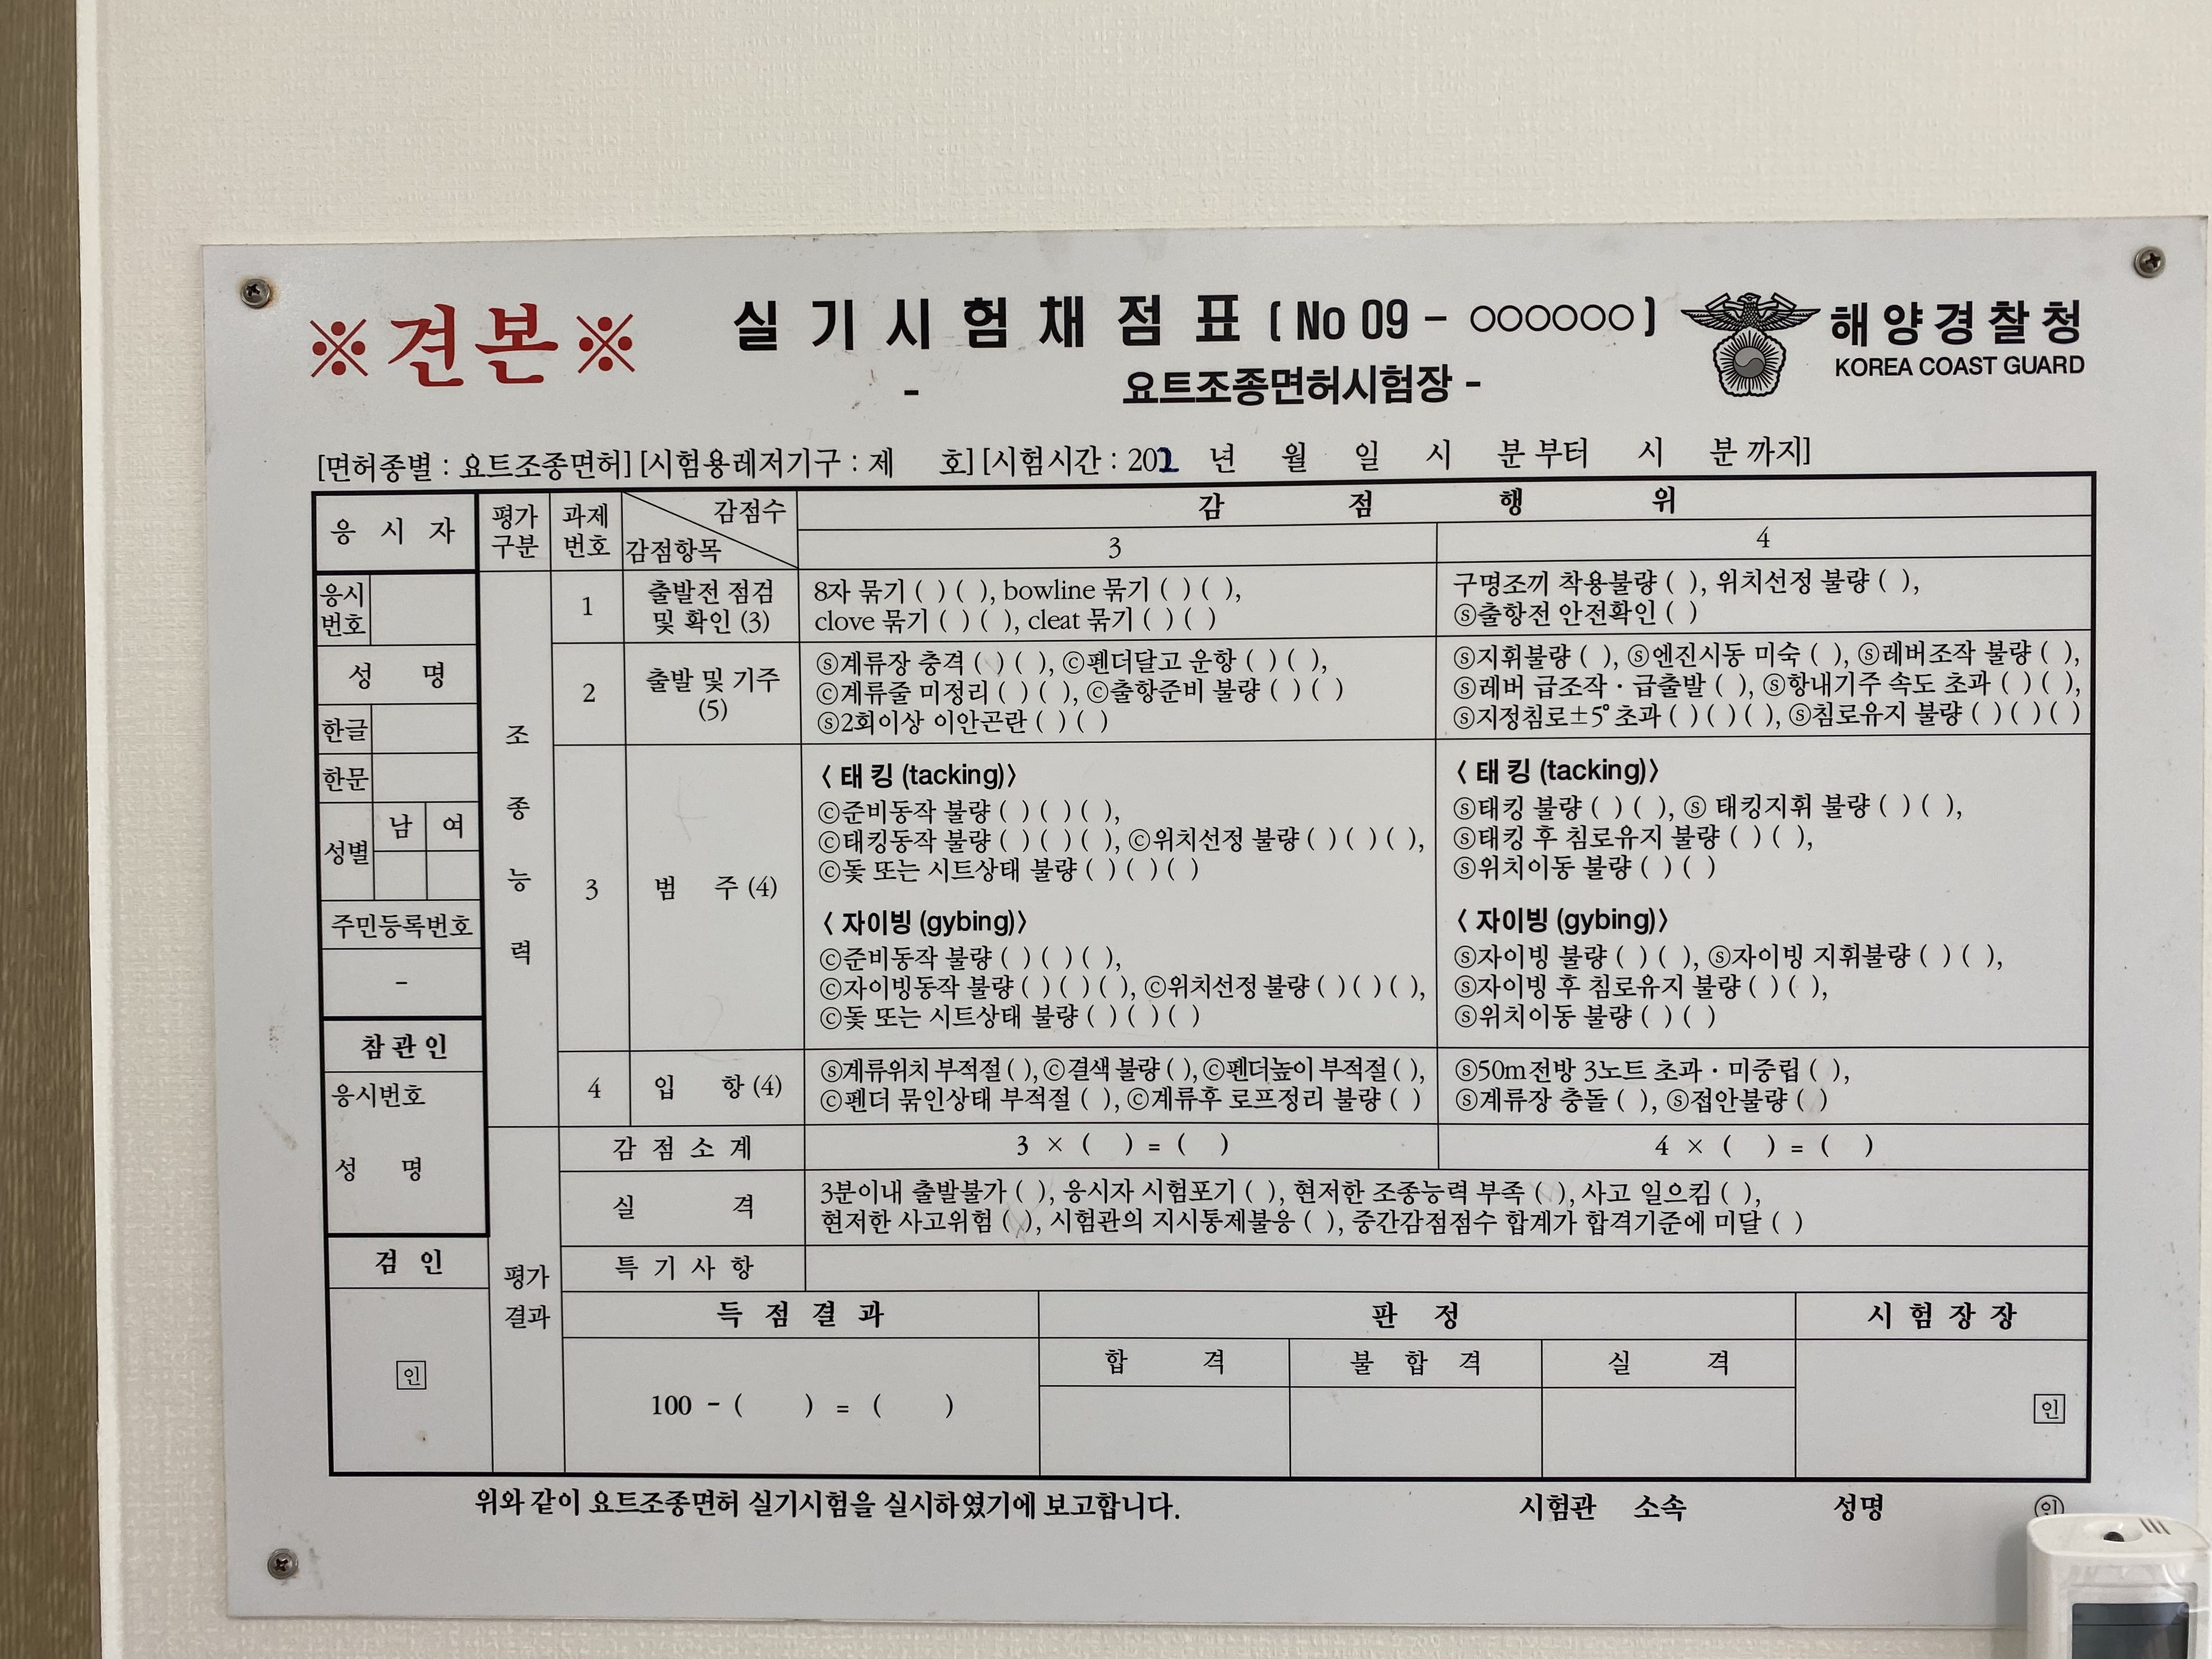 ※견본※
실기시험채점표 (No 09 - ○○○○○○)
해양경찰청
KOREA COAST GUARD
- 요트조종면허시험장 -
[면허종별 : 요트조종면허] [시험용레저기구 : 제 호] [시험시간 : 202 년 월 일 시 분 부터 시 분 까지]
응 시 자
평가
구분
과제
번호
감점수
감점항목
감 점 행 위
3
4
응시
번호
성 명
한글
한문
성별
남 여
주민등록번호
-
참관인
응시번호
성 명
검 인
인
조
종
능
력
1
출발전 점검
및 확인 (3)
8자 묶기 ( ) ( ), bowline 묶기 ( ) ( ),
clove 묶기 ( ) ( ), cleat 묶기 ( ) ( )
구명조끼 착용불량 ( ), 위치선정 불량 ( ),
ⓢ출항전 안전확인 ( )
2
출발 및 기주
(5)
ⓢ계류장 충격 ( ) ( ), ⓒ펜더달고 운항 ( ) ( ),
ⓒ계류줄 미정리 ( ) ( ), ⓒ출항준비 불량 ( ) ( )
ⓢ2회이상 이안곤란 ( ) ( )
ⓢ지휘불량 ( ), ⓢ엔진시동 미숙 ( ), ⓢ레버조작 불량 ( ),
ⓢ레버 급조작 · 급출발 ( ), ⓢ항내기주 속도 초과 ( ) ( ),
ⓢ지정침로±5° 초과 ( ) ( ) ( ), ⓢ침로유지 불량 ( ) ( ) ( )
3
범 주 (4)
〈 태 킹 (tacking)〉
ⓒ준비동작 불량 ( ) ( ) ( ),
ⓒ태킹동작 불량 ( ) ( ) ( ), ⓒ위치선정 불량 ( ) ( ) ( ),
ⓒ돛 또는 시트상태 불량 ( ) ( ) ( )
〈 자이빙 (gybing)〉
ⓒ준비동작 불량 ( ) ( ) ( ),
ⓒ자이빙동작 불량 ( ) ( ) ( ), ⓒ위치선정 불량 ( ) ( ) ( ),
ⓒ돛 또는 시트상태 불량 ( ) ( ) ( )
〈 태 킹 (tacking)〉
ⓢ태킹 불량 ( ) ( ), ⓢ 태킹지휘 불량 ( ) ( ),
ⓢ태킹 후 침로유지 불량 ( ) ( ),
ⓢ위치이동 불량 ( ) ( )
〈 자이빙 (gybing)〉
ⓢ자이빙 불량 ( ) ( ), ⓢ자이빙 지휘불량 ( ) ( ),
ⓢ자이빙 후 침로유지 불량 ( ) ( ),
ⓢ위치이동 불량 ( ) ( )
4
입 항 (4)
ⓢ계류위치 부적절 ( ), ⓒ결색 불량 ( ), ⓒ펜더높이 부적절 ( ),
ⓒ펜더 묶인상태 부적절 ( ), ⓒ계류후 로프정리 불량 ( )
ⓢ50m전방 3노트 초과 · 미중립 ( ),
ⓢ계류장 충돌 ( ), ⓢ접안불량 ( )
평가
결과
감 점 소 계
3 × ( ) = ( )
4 × ( ) = ( )
실 격
3분이내 출발불가 ( ), 응시자 시험포기 ( ), 현저한 조종능력 부족 ( ), 사고 일으킴 ( ),
현저한 사고위험 ( ), 시험관의 지시통제불응 ( ), 중간감점점수 합계가 합격기준에 미달 ( )
특 기 사 항
득 점 결 과
판 정
시 험 장 장
100 - ( ) = ( )
합 격
불 합 격
실 격
인
위와 같이 요트조종면허 실기시험을 실시하였기에 보고합니다.
시험관 소속 성명 ㊞